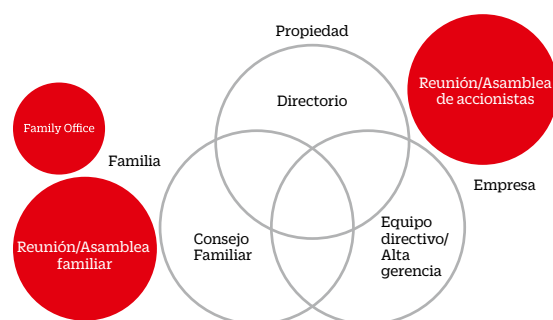 Propiedad
Reunión/Asamblea
de accionistas
Directorio
Family Office
Familia
Empresa
Reunión/Asamblea
familiar
Consejo
Familiar
Equipo
directivo/
Alta
gerencia